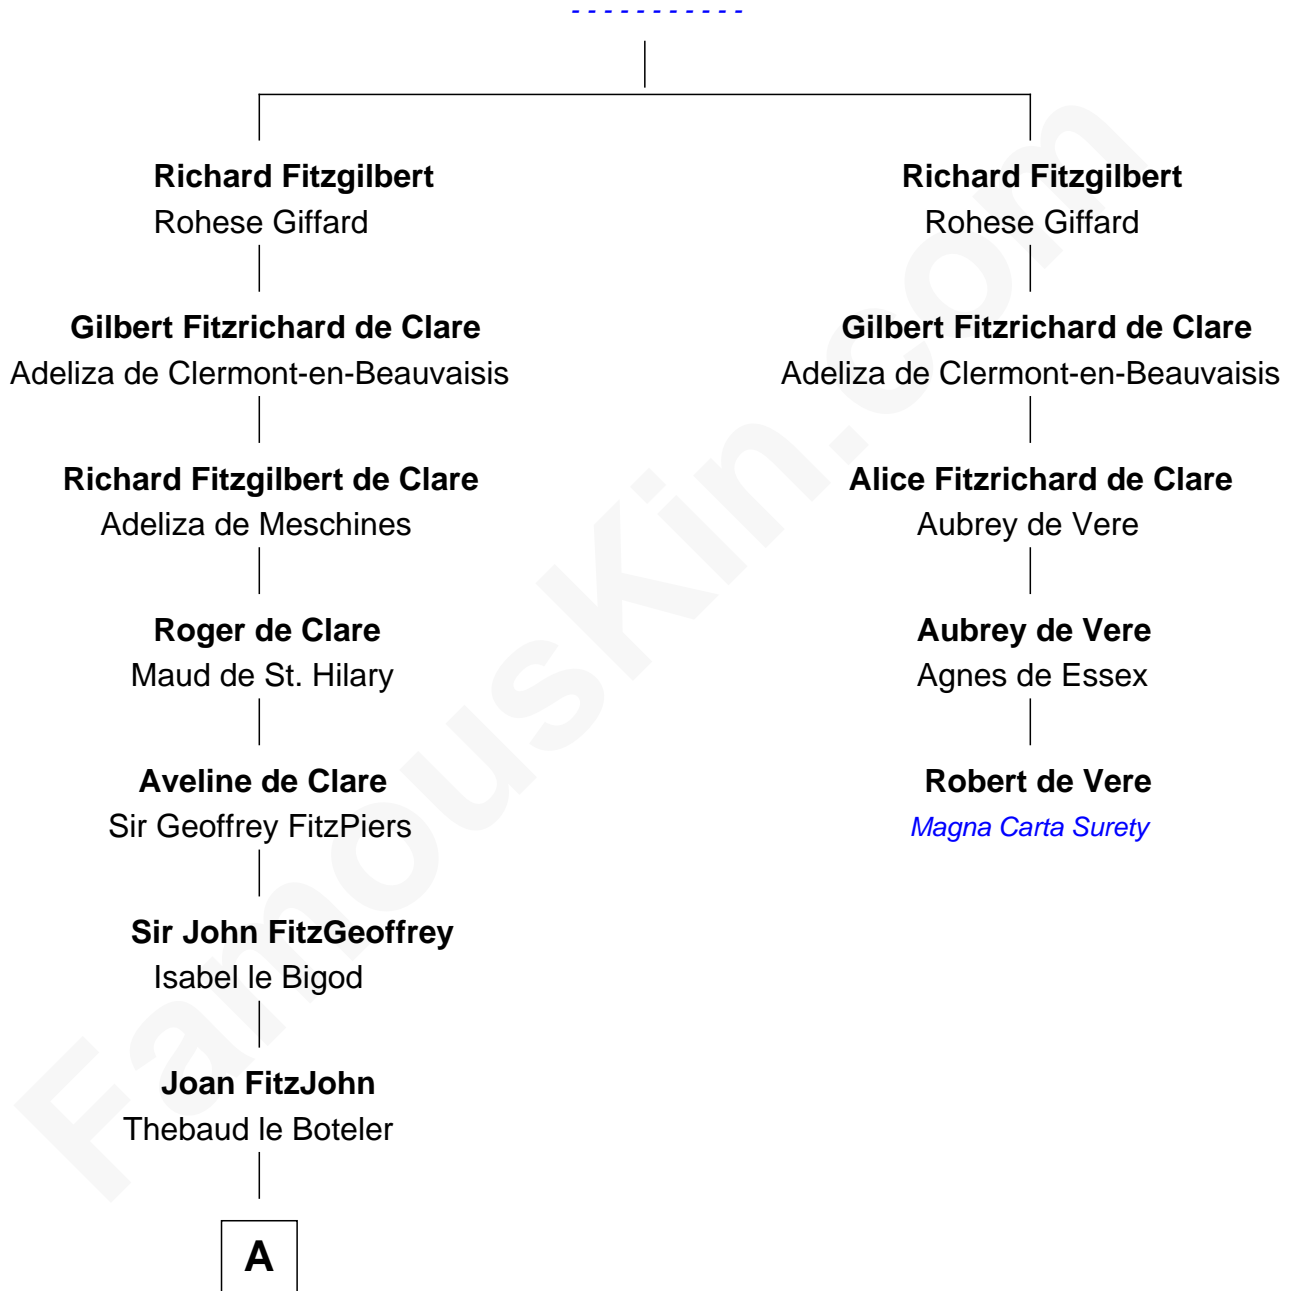 - - - - - - - - - - -
Richard Fitzgilbert
Rohese Giffard
Gilbert Fitzrichard de Clare
Adeliza de Clermont-en-Beauvaisis
Richard Fitzgilbert de Clare
Adeliza de Meschines
Roger de Clare
Maud de St. Hilary
Aveline de Clare
Sir Geoffrey FitzPiers
Sir John FitzGeoffrey
Isabel le Bigod
Joan FitzJohn
Thebaud le Boteler
A
Richard Fitzgilbert
Rohese Giffard
Gilbert Fitzrichard de Clare
Adeliza de Clermont-en-Beauvaisis
Alice Fitzrichard de Clare
Aubrey de Vere
Aubrey de Vere
Agnes de Essex
Robert de Vere
Magna Carta Surety
FamousKin.com